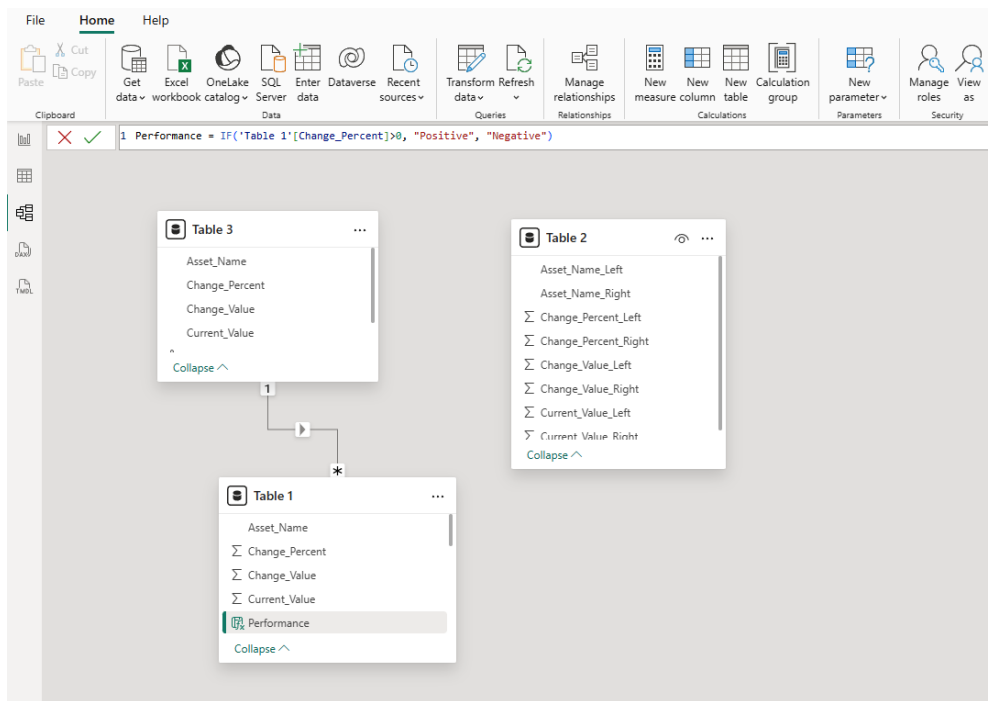 File Home Help
Cut
Copy
Paste
Get data
Excel workbook
OneLake catalog
SQL Server
Enter data
Dataverse
Recent sources
Transform data
Refresh
Manage relationships
New measure
New column
New table
Calculation group
New parameter
Manage roles
View as
Clipboard Data Queries Relationships Calculations Parameters Security
1 Performance = IF('Table 1'[Change_Percent]>0, "Positive", "Negative")
DAX
TMDL
Table 3 ...
Asset_Name
Change_Percent
Change_Value
Current_Value
Collapse
1
*
Table 2 ...
Asset_Name_Left
Asset_Name_Right
Σ Change_Percent_Left
Σ Change_Percent_Right
Σ Change_Value_Left
Σ Change_Value_Right
Σ Current_Value_Left
Σ Current_Value_Right
Collapse
Table 1 ...
Asset_Name
Σ Change_Percent
Σ Change_Value
Σ Current_Value
Performance
Collapse